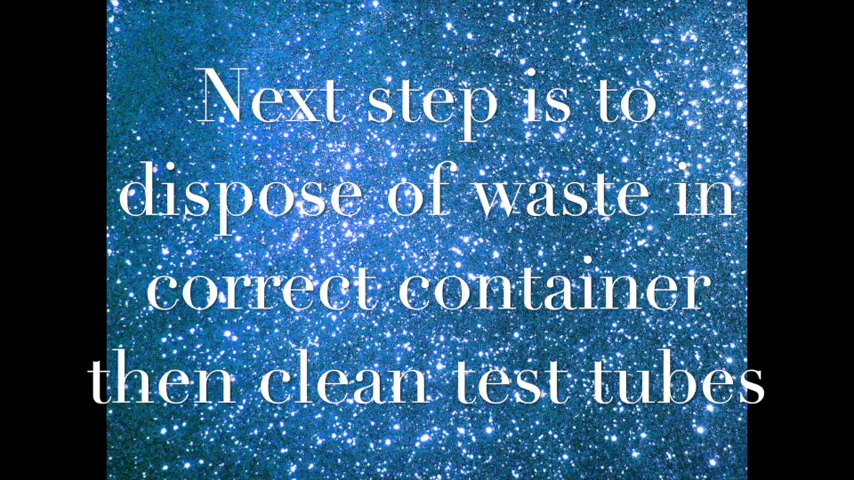 Next step is to
dispose of waste in
correct container
then clean test tubes